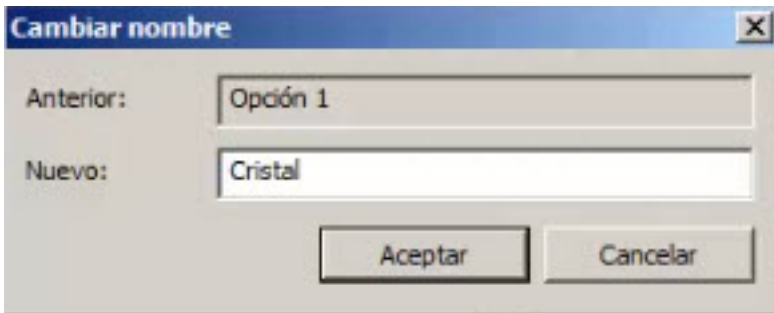 Cambiar nombre
Anterior: Opción 1
Nuevo: Cristal
Aceptar Cancelar